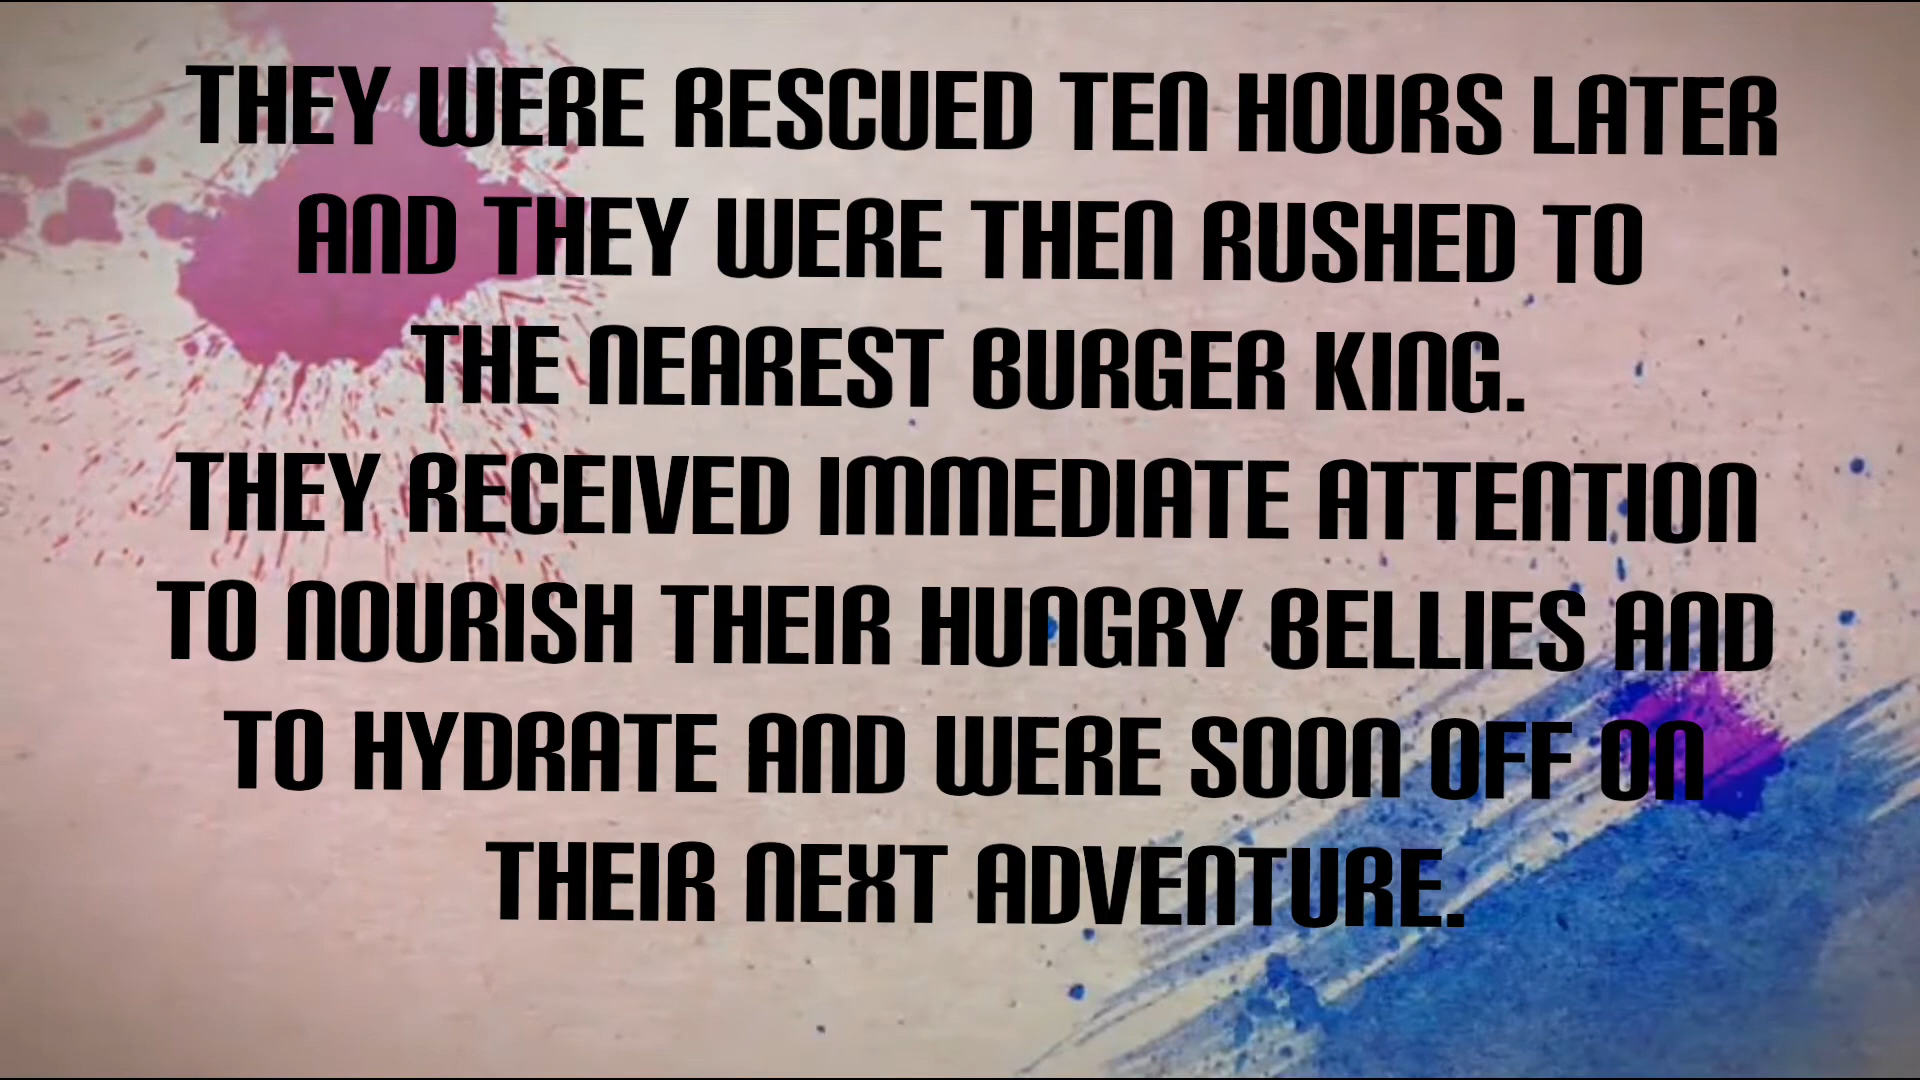 THEY WERE RESCUED TEN HOURS LATER
AND THEY WERE THEN RUSHED TO
THE NEAREST BURGER KING.
THEY RECEIVED IMMEDIATE ATTENTION
TO NOURISH THEIR HUNGRY BELLIES AND
TO HYDRATE AND WERE SOON OFF ON
THEIR NEXT ADVENTURE.